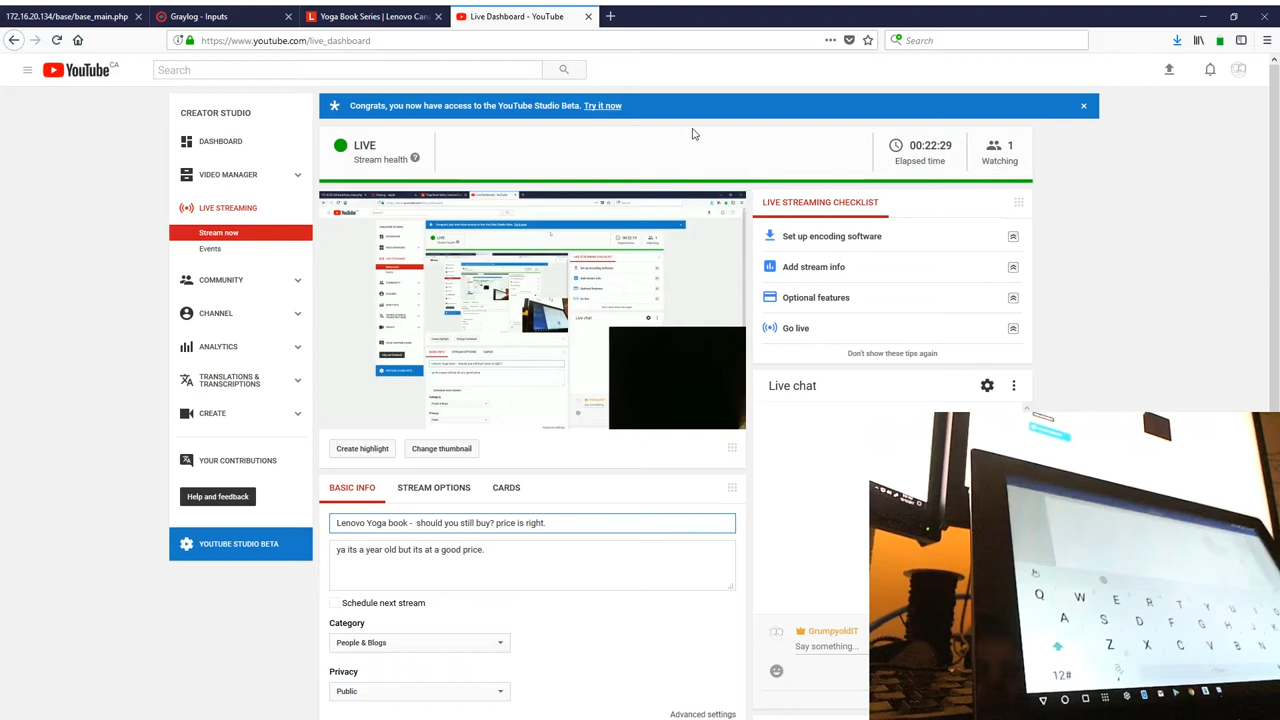 172.16.20.134/base/base_main.php
Graylog - Inputs
Yoga Book Series | Lenovo Can
Live Dashboard - YouTube
https://www.youtube.com/live_dashboard
Search
YouTube CA
Search
CREATOR STUDIO
DASHBOARD
VIDEO MANAGER
LIVE STREAMING
Stream now
Events
COMMUNITY
CHANNEL
ANALYTICS
TRANSLATIONS &
TRANSCRIPTIONS
CREATE
YOUR CONTRIBUTIONS
Help and feedback
YOUTUBE STUDIO BETA
Congrats, you now have access to the YouTube Studio Beta. Try it now
LIVE
Stream health
00:22:29
Elapsed time
1
Watching
Create highlight
Change thumbnail
BASIC INFO
STREAM OPTIONS
CARDS
Lenovo Yoga book - should you still buy? price is right.
ya its a year old but its at a good price.
Schedule next stream
Category
People & Blogs
Privacy
Public
Advanced settings
LIVE STREAMING CHECKLIST
Set up encoding software
Add stream info
Optional features
Go live
Don't show these tips again
Live chat
GrumpyoldIT
Say something...
Q W E R T Y U
A S D F G H J
Z X C V B N
12#